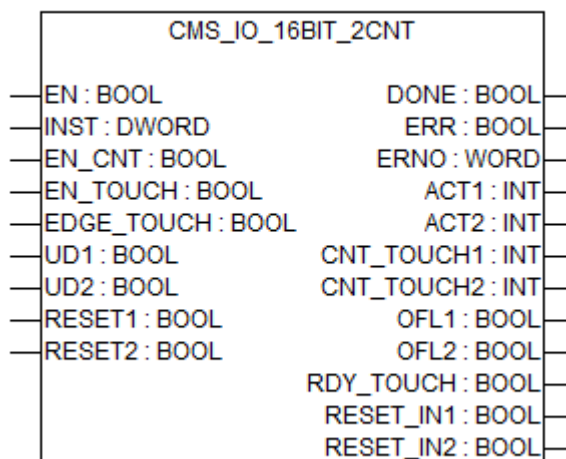 CMS_IO_16BIT_2CNT
EN : BOOL DONE : BOOL
INST : DWORD ERR : BOOL
EN_CNT : BOOL ERNO : WORD
EN_TOUCH : BOOL ACT1 : INT
EDGE_TOUCH : BOOL ACT2 : INT
UD1 : BOOL CNT_TOUCH1 : INT
UD2 : BOOL CNT_TOUCH2 : INT
RESET1 : BOOL OFL1 : BOOL
RESET2 : BOOL OFL2 : BOOL
RDY_TOUCH : BOOL
RESET_IN1 : BOOL
RESET_IN2 : BOOL